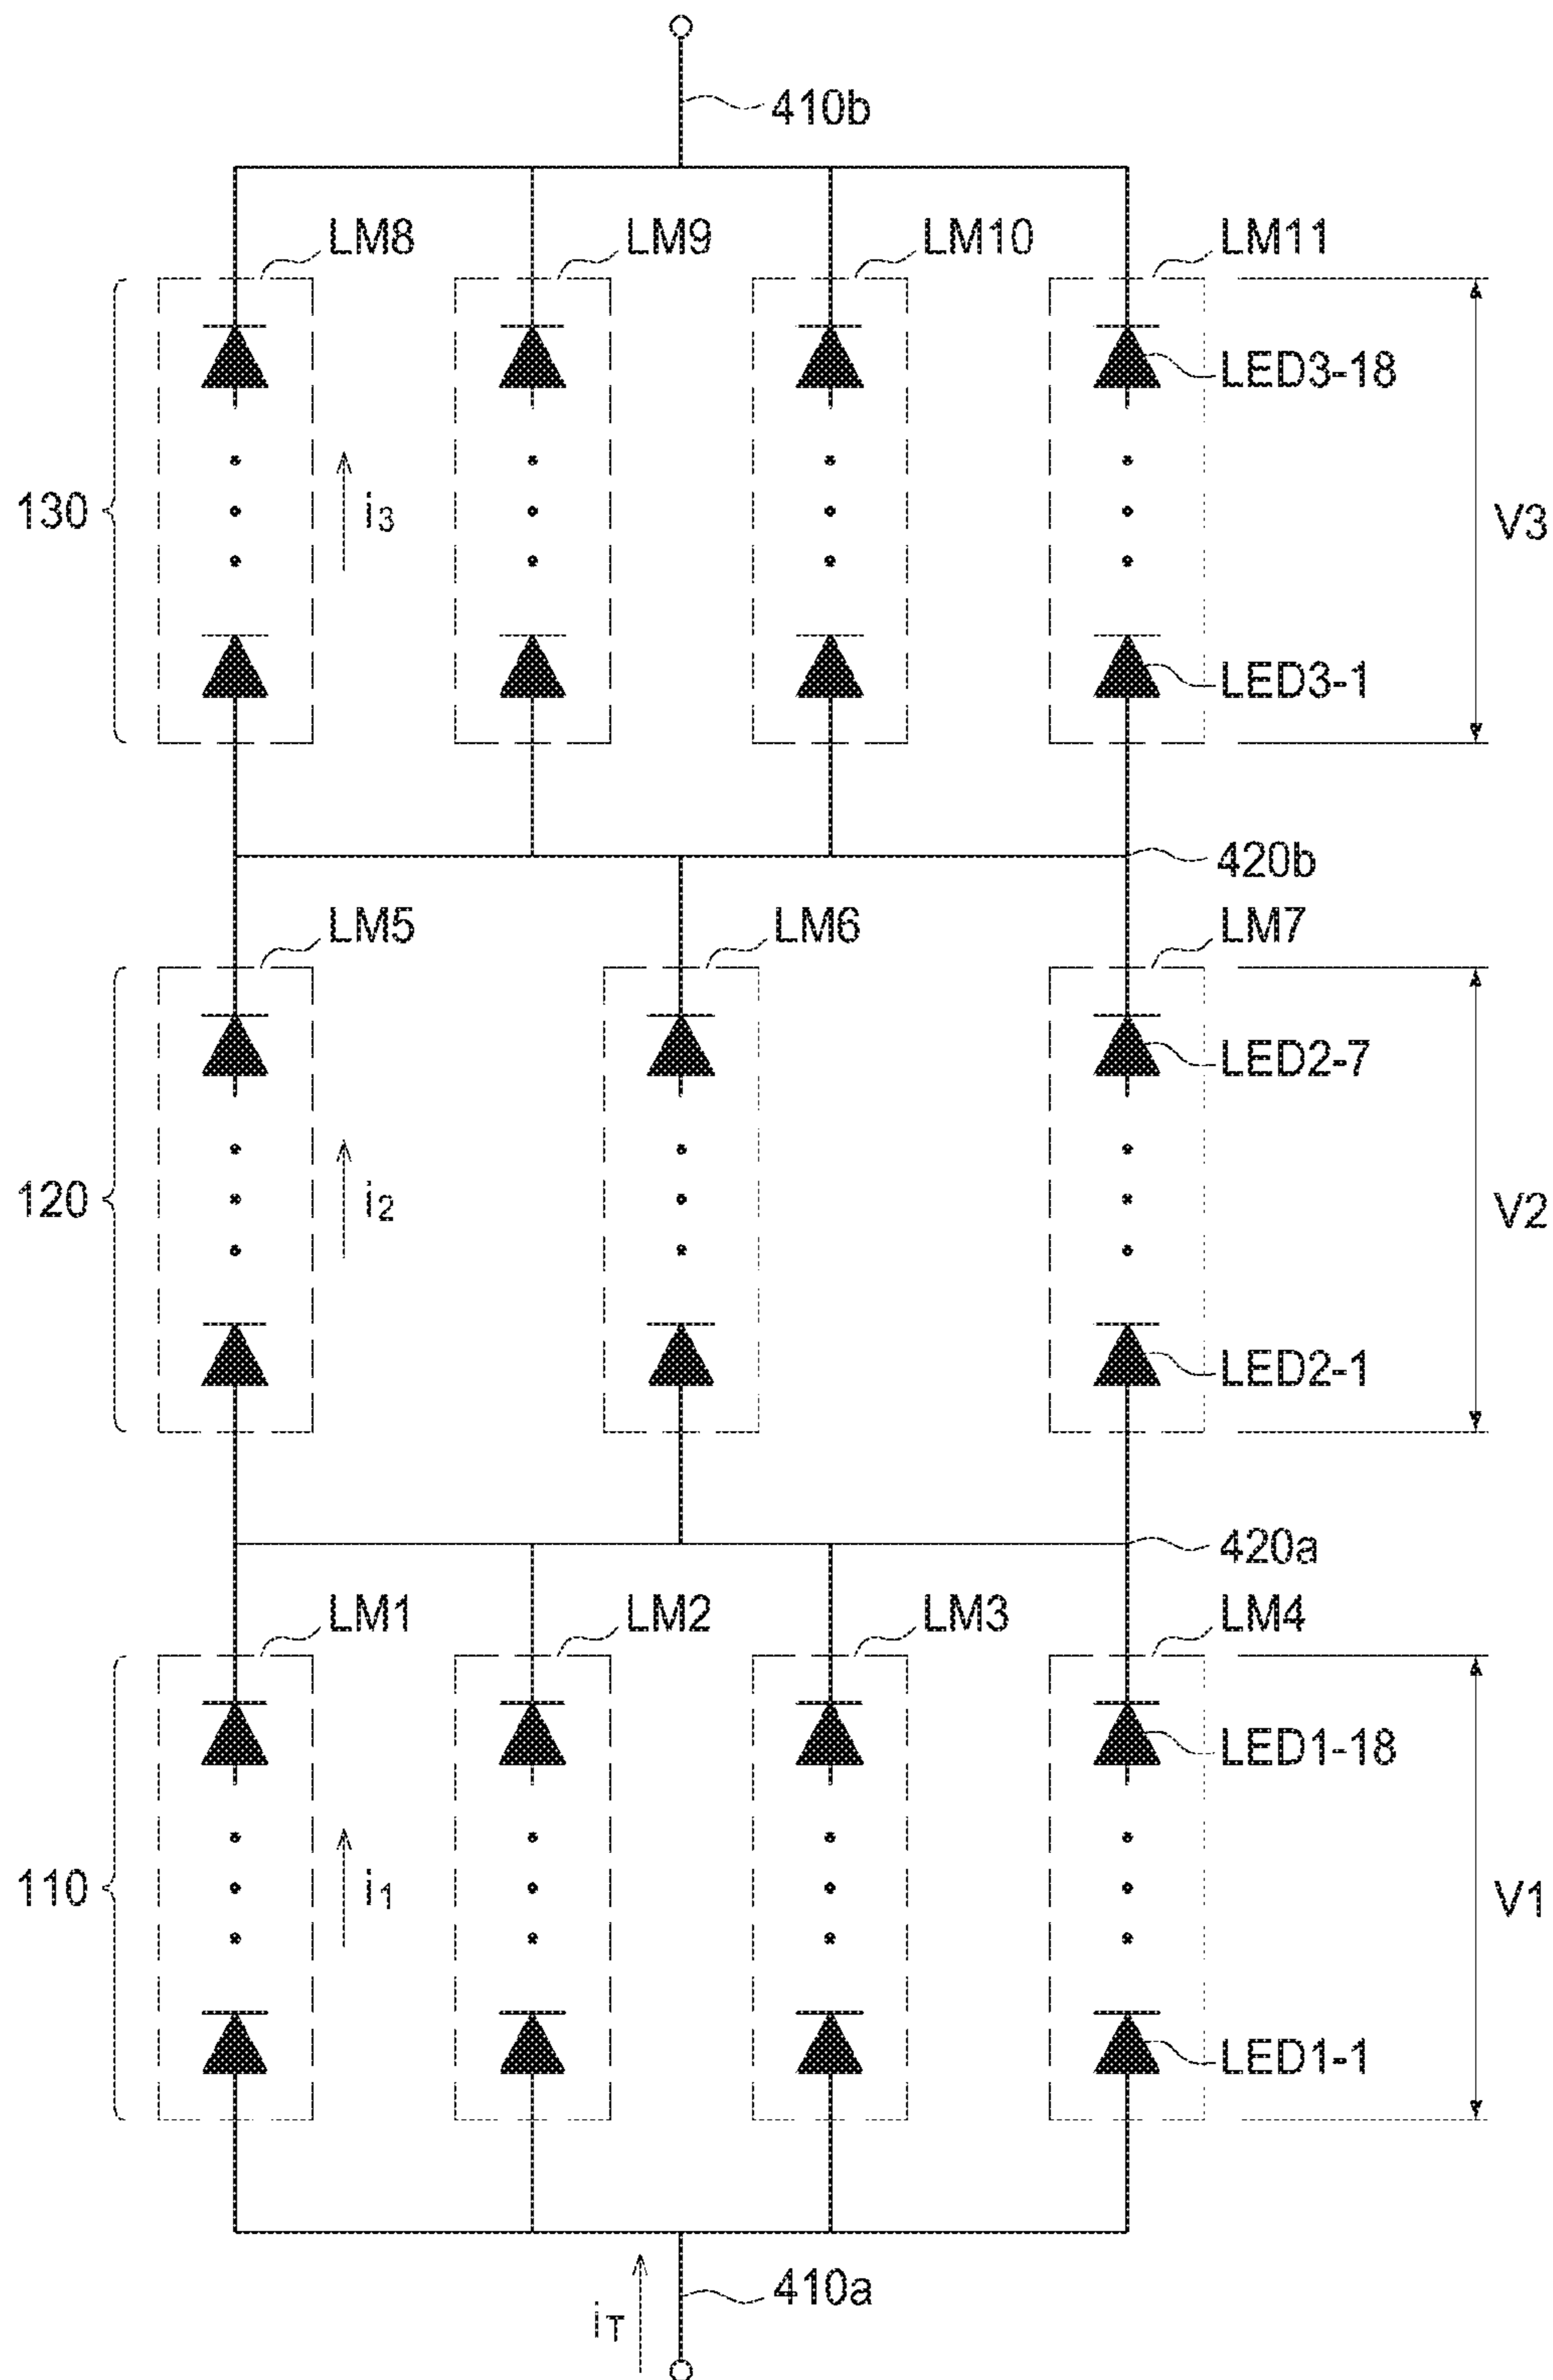 410b
LM8 LM9 LM10 LM11
LED3-18
130 i3 V3
LED3-1
420b
LM5 LM6 LM7
LED2-7
120 i2 V2
LED2-1
420a
LM1 LM2 LM3 LM4
LED1-18
110 i1 V1
LED1-1
410a
iT